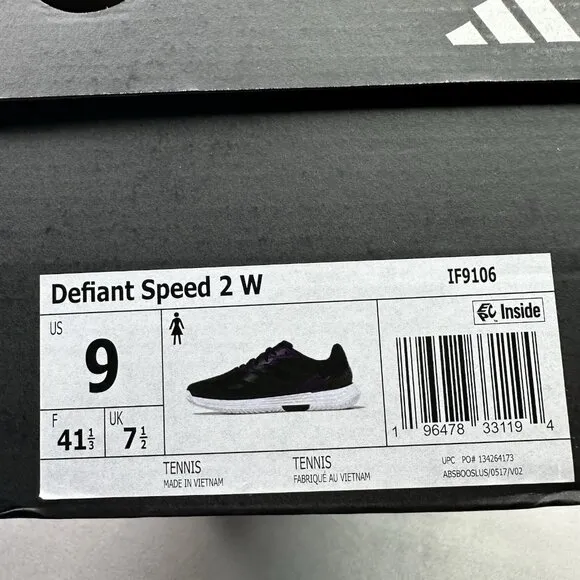 Defiant Speed 2 W
IF9106
US
9
F
41 1/3
UK
7 1/2
Inside
1 96478 33119 4
TENNIS
MADE IN VIETNAM
TENNIS
FABRIQUÉ AU VIETNAM
UPC PO# 134264173
ABSBOOSLUS/0517/V02